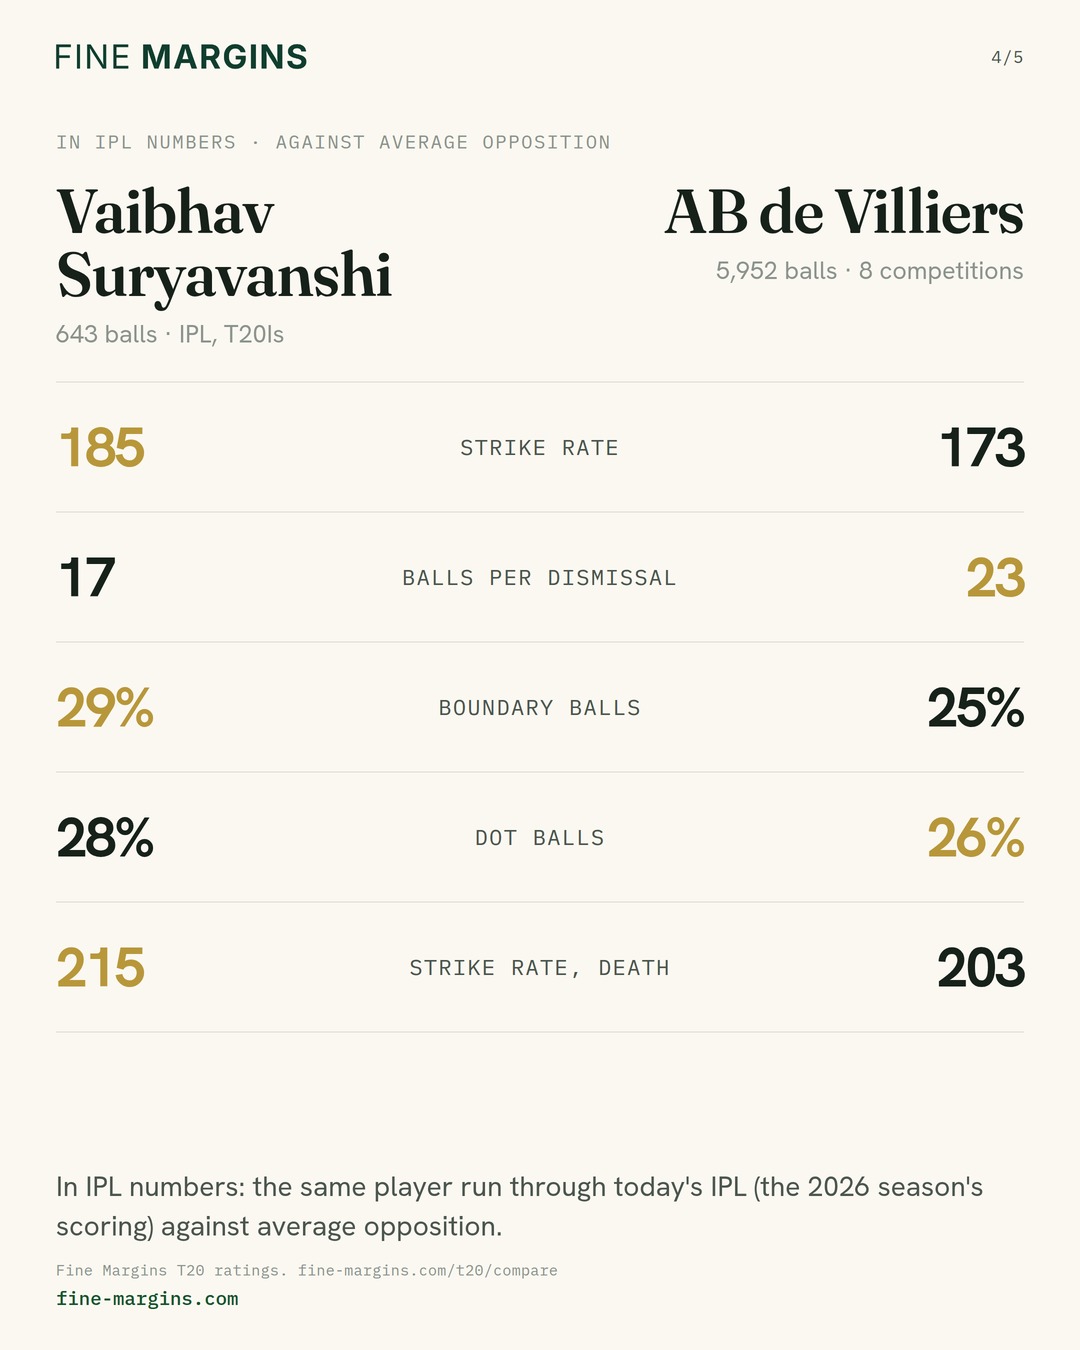 FINE MARGINS
4/5
IN IPL NUMBERS · AGAINST AVERAGE OPPOSITION
Vaibhav
Suryavanshi
643 balls · IPL, T20Is
AB de Villiers
5,952 balls · 8 competitions
185 STRIKE RATE 173
17 BALLS PER DISMISSAL 23
29% BOUNDARY BALLS 25%
28% DOT BALLS 26%
215 STRIKE RATE, DEATH 203
In IPL numbers: the same player run through today's IPL (the 2026 season's
scoring) against average opposition.
Fine Margins T20 ratings. fine-margins.com/t20/compare
fine-margins.com